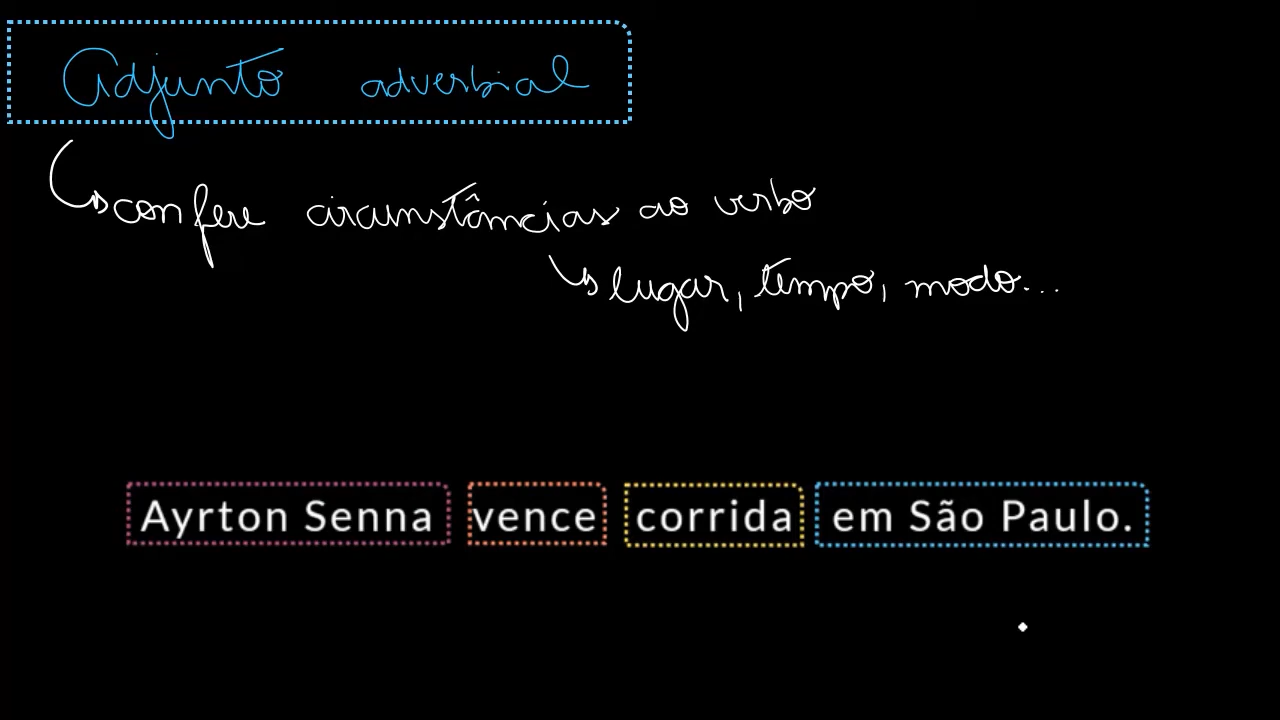 Adjunto adverbial
confere circunstâncias ao verbo
lugar, tempo, modo...
Ayrton Senna vence corrida em São Paulo.